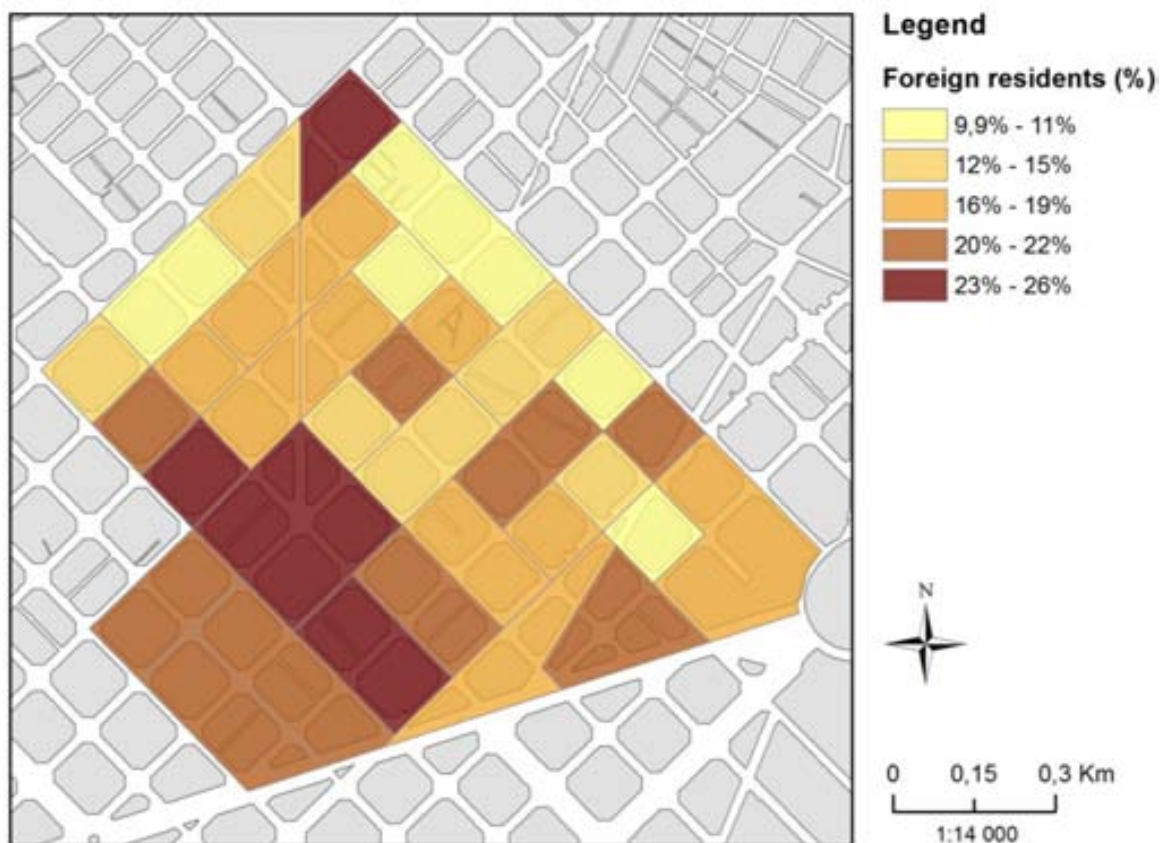 Legend
Foreign residents (%)
9,9% - 11%
12% - 15%
16% - 19%
20% - 22%
23% - 26%
N
0 0,15 0,3 Km
1:14 000